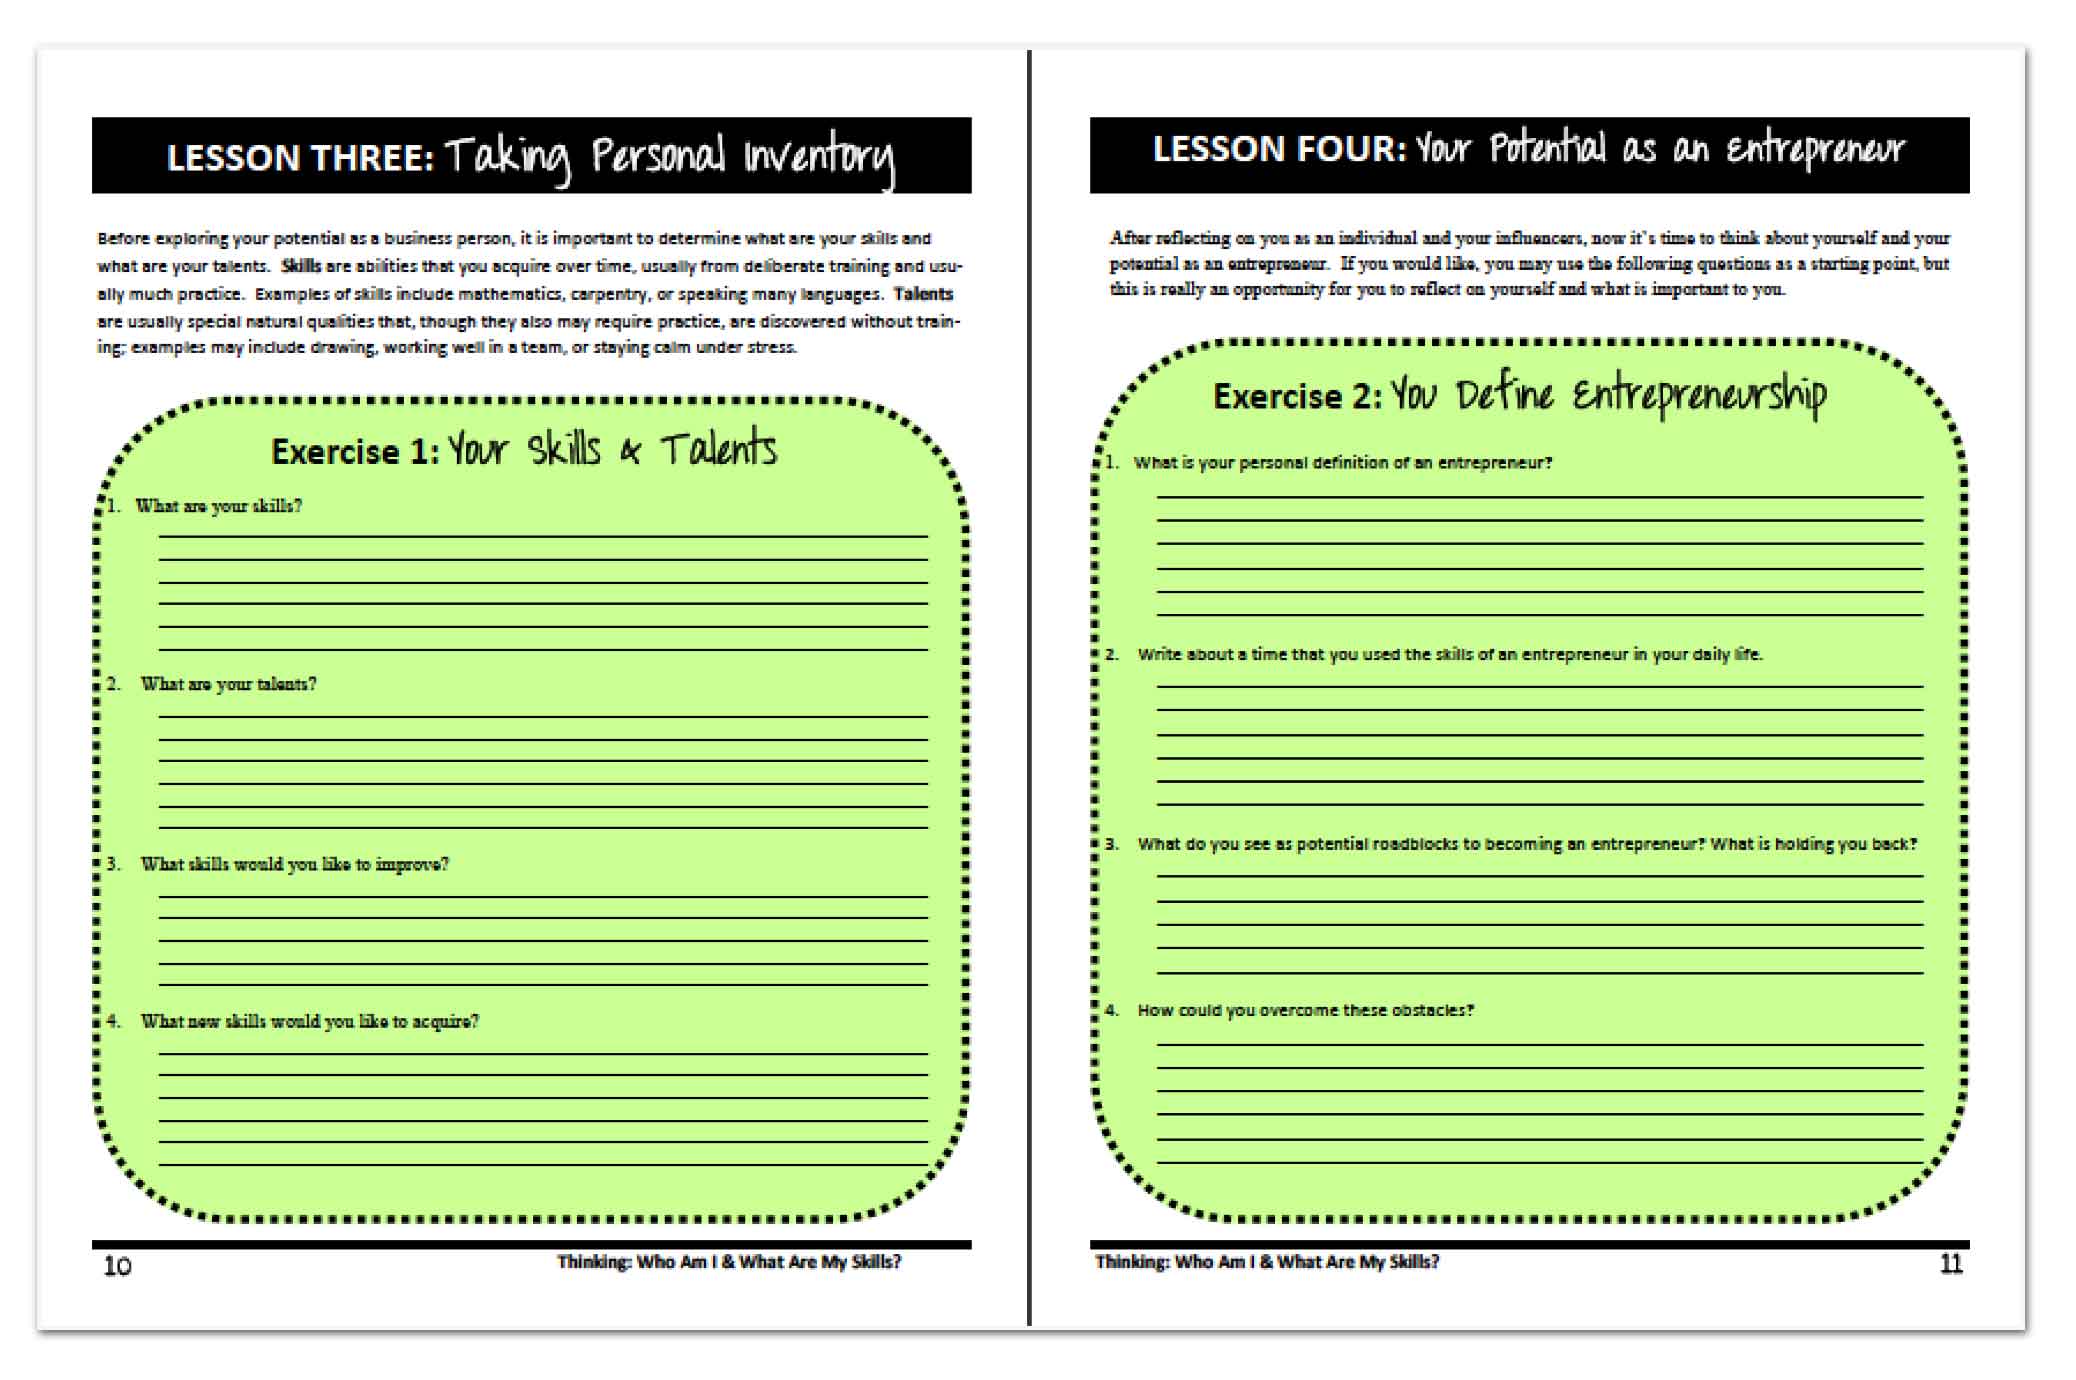 LESSON THREE: Taking Personal Inventory
Before exploring your potential as a business person, it is important to determine what are your skills and
what are your talents.  Skills are abilities that you acquire over time, usually from deliberate training and usu-
ally much practice.  Examples of skills include mathematics, carpentry, or speaking many languages.  Talents
are usually special natural qualities that, though they also may require practice, are discovered without train-
ing; examples may include drawing, working well in a team, or staying calm under stress.
Exercise 1: Your Skills & Talents
1. What are your skills?
2. What are your talents?
3. What skills would you like to improve?
4. What new skills would you like to acquire?
10
Thinking: Who Am I & What Are My Skills?
LESSON FOUR: Your Potential as an Entrepreneur
After reflecting on you as an individual and your influencers, now it's time to think about yourself and your
potential as an entrepreneur.  If you would like, you may use the following questions as a starting point, but
this is really an opportunity for you to reflect on yourself and what is important to you.
Exercise 2: You Define Entrepreneurship
1. What is your personal definition of an entrepreneur?
2. Write about a time that you used the skills of an entrepreneur in your daily life.
3. What do you see as potential roadblocks to becoming an entrepreneur? What is holding you back?
4. How could you overcome these obstacles?
Thinking: Who Am I & What Are My Skills?
11